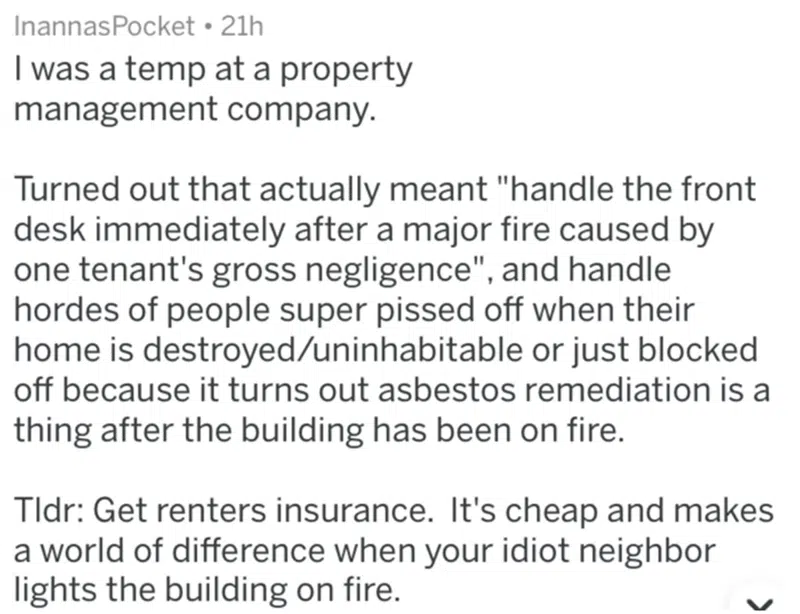 InannasPocket • 21h
I was a temp at a property
management company.
Turned out that actually meant "handle the front
desk immediately after a major fire caused by
one tenant's gross negligence", and handle
hordes of people super pissed off when their
home is destroyed/uninhabitable or just blocked
off because it turns out asbestos remediation is a
thing after the building has been on fire.
Tldr: Get renters insurance. It's cheap and makes
a world of difference when your idiot neighbor
lights the building on fire.